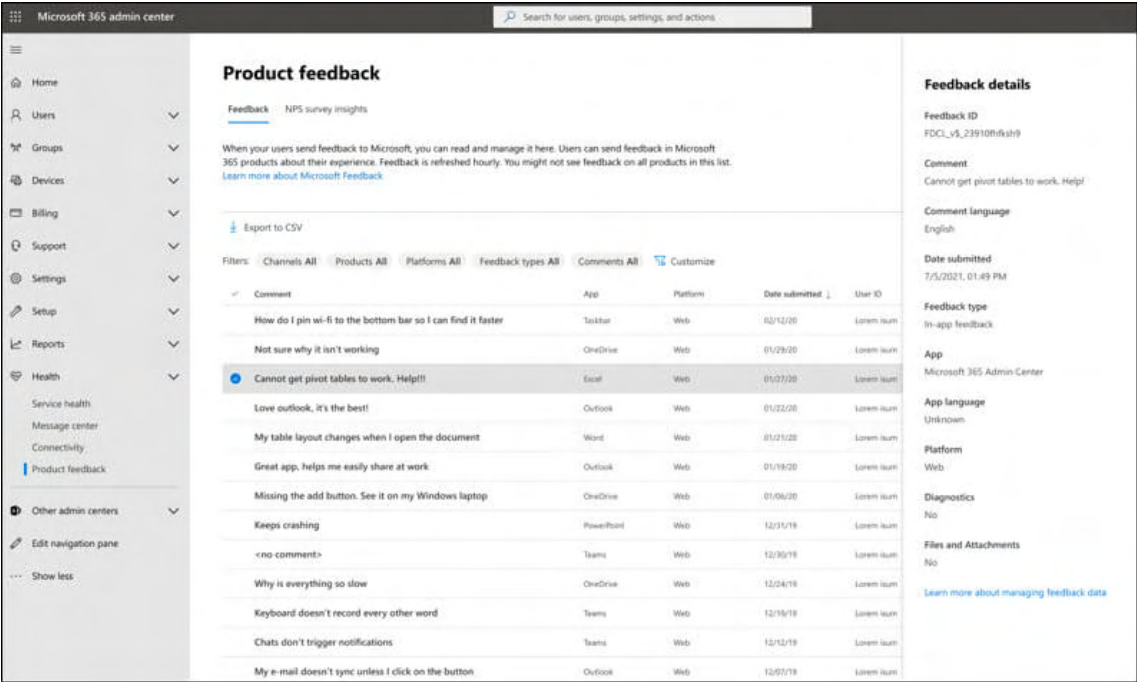 Microsoft 365 admin center
Search for users, groups, settings, and actions
Home
Users
Groups
Devices
Billing
Support
Settings
Setup
Reports
Health
Service health
Message center
Connectivity
Product feedback
Other admin centers
Edit navigation pane
Show less
Product feedback
Feedback NPS survey insights
When your users send feedback to Microsoft, you can read and manage it here. Users can send feedback in Microsoft
365 products about their experience. Feedback is refreshed hourly. You might not see feedback on all products in this list.
Learn more about Microsoft Feedback
Export to CSV
Filters: Channels All Products All Platforms All Feedback types All Comments All Customize
Comment App Platform Date submitted ↓ User ID
How do I pin wi-fi to the bottom bar so I can find it faster Taskbar Web 02/12/20 Lorem isum
Not sure why it isn't working OneDrive Web 01/29/20 Lorem isum
Cannot get pivot tables to work. Help!!! Excel Web 01/27/20 Lorem isum
Love outlook, it's the best! Outlook Web 01/22/20 Lorem isum
My table layout changes when I open the document Word Web 01/21/20 Lorem isum
Great app, helps me easily share at work Outlook Web 01/19/20 Lorem isum
Missing the add button. See it on my Windows laptop OneDrive Web 01/06/20 Lorem isum
Keeps crashing PowerPoint Web 12/31/19 Lorem isum
<no comment> Teams Web 12/30/19 Lorem isum
Why is everything so slow OneDrive Web 12/24/19 Lorem isum
Keyboard doesn't record every other word Teams Web Lorem isum
Chats don't trigger notifications Teams Web 12/12/19 Lorem isum
My e-mail doesn't sync unless I click on the button Outlook Web 12/07/19 Lorem isum
Feedback details
Feedback ID
Comment
Cannot get pivot tables to work. Help!
Comment language
English
Date submitted
7/5/2021, 01:49 PM
Feedback type
In-app feedback
App
Microsoft 365 Admin Center
App language
Unknown
Platform
Web
Diagnostics
No
Files and Attachments
No
Learn more about managing feedback data